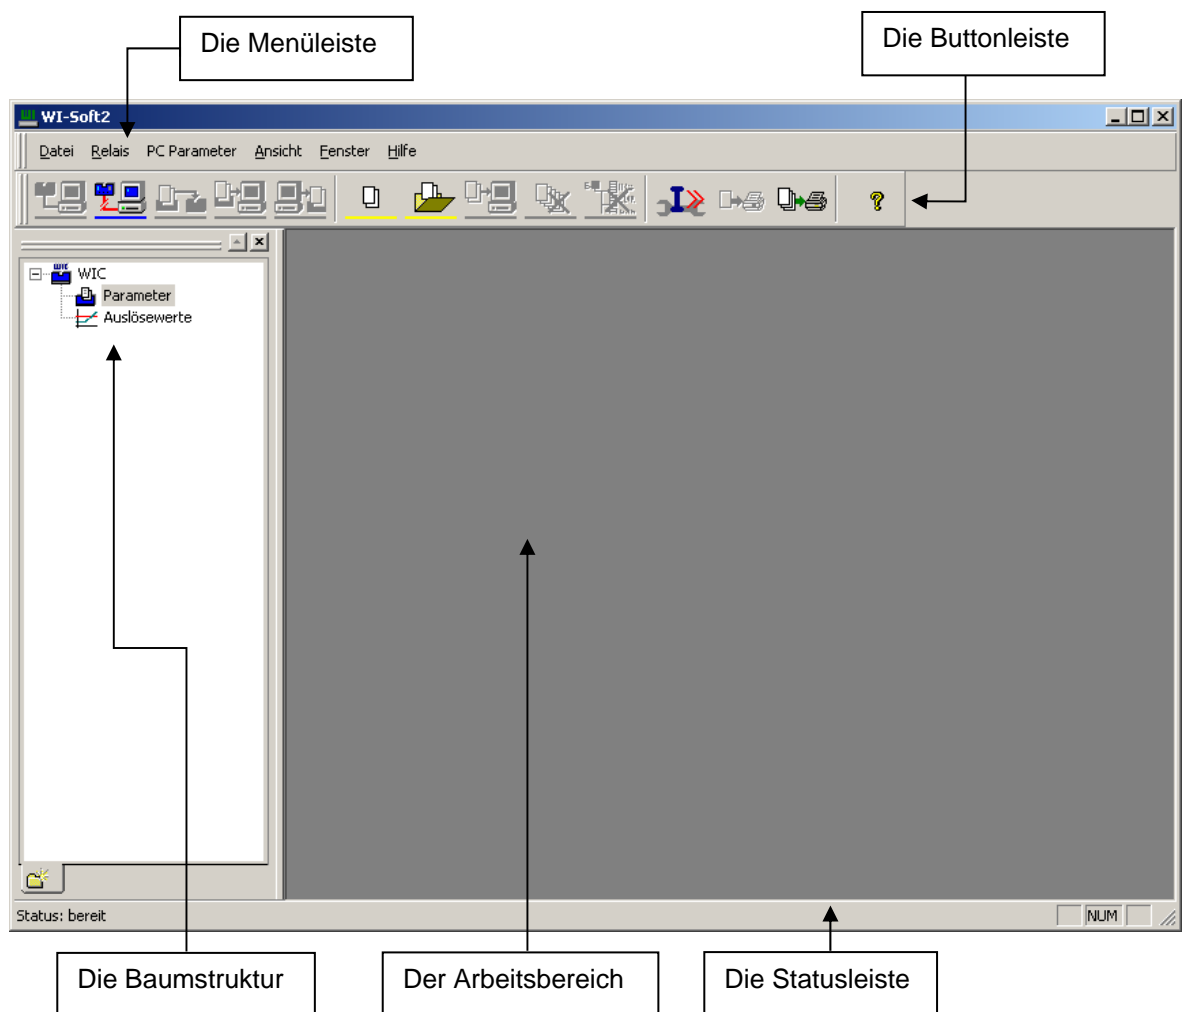 Die Menüleiste
Die Buttonleiste
WI-Soft2
Datei Relais PC Parameter Ansicht Fenster Hilfe
WIC
Parameter
Auslösewerte
Status: bereit
NUM
Die Baumstruktur
Der Arbeitsbereich
Die Statusleiste